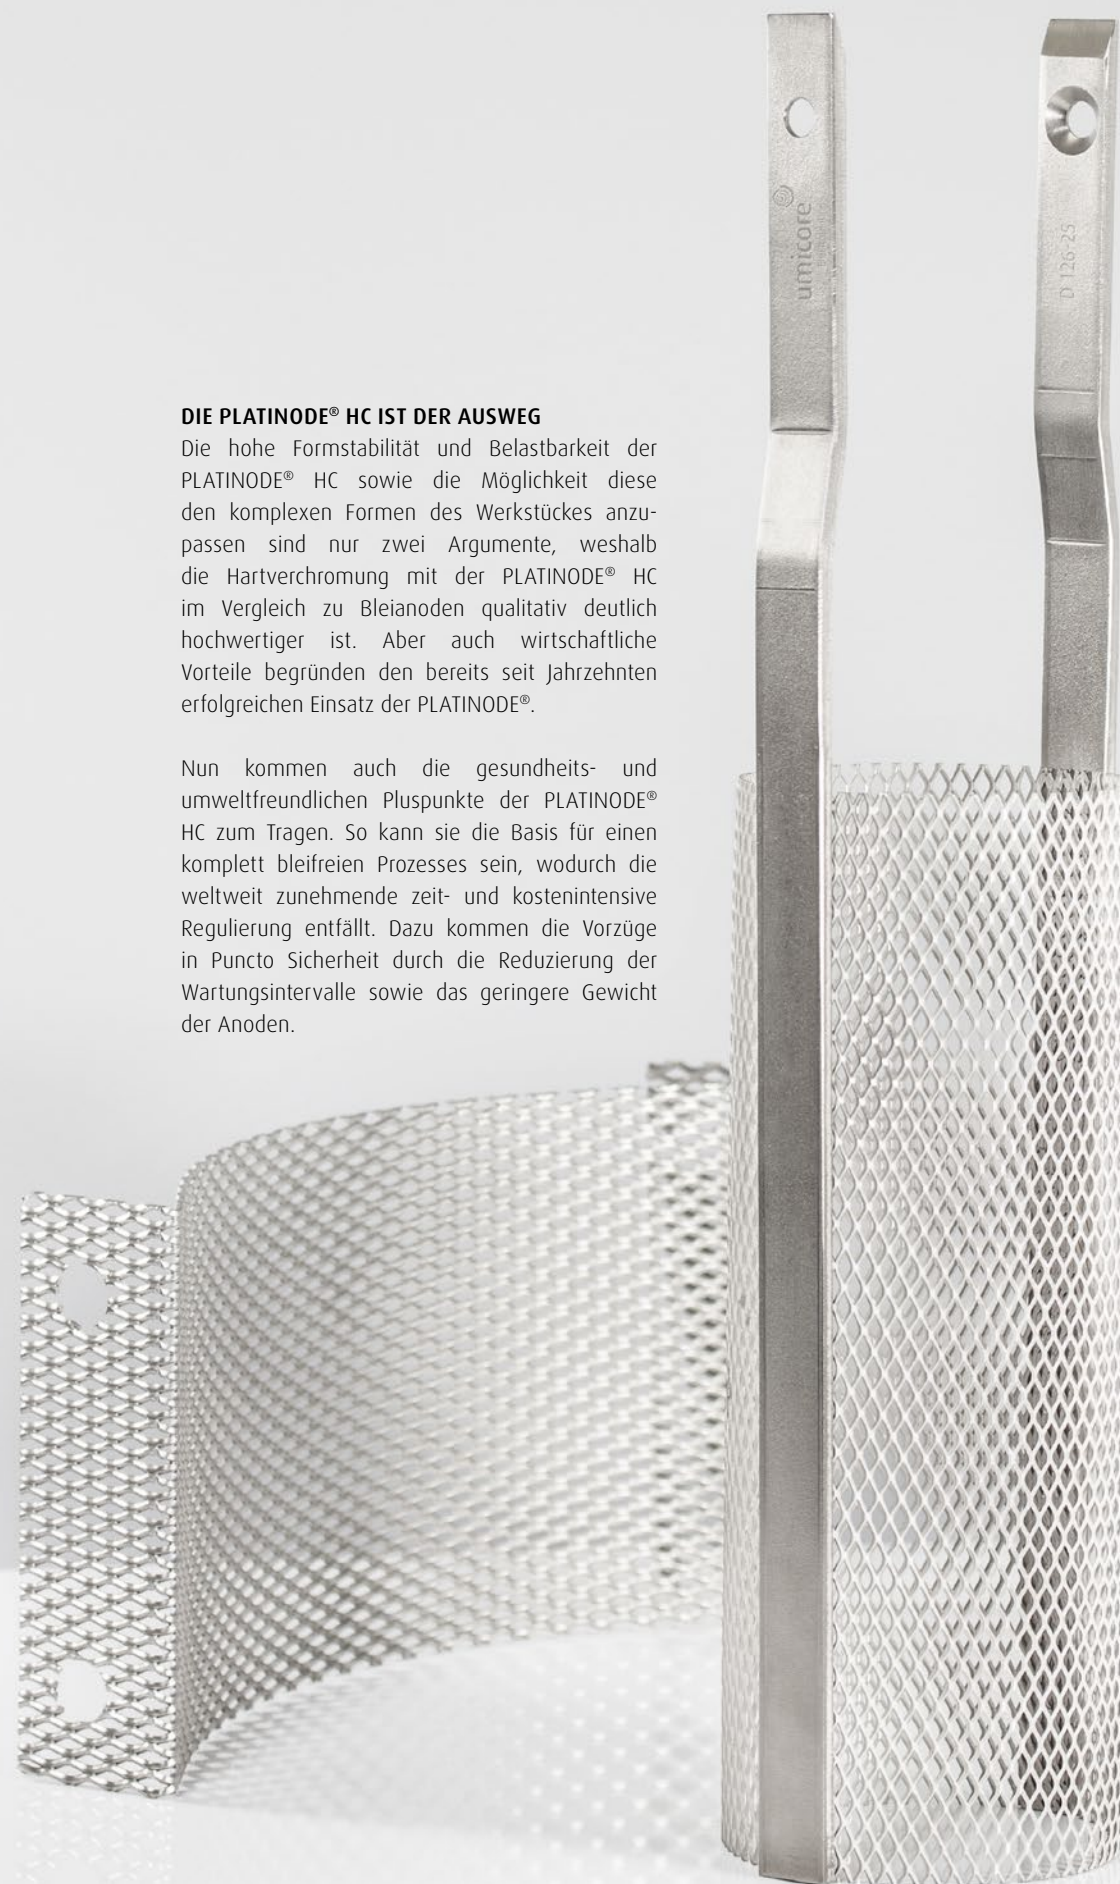 umicore
D 126-25
DIE PLATINODE® HC IST DER AUSWEG
Die hohe Formstabilität und Belastbarkeit der
PLATINODE® HC sowie die Möglichkeit diese
den komplexen Formen des Werkstückes anzu-
passen sind nur zwei Argumente, weshalb
die Hartverchromung mit der PLATINODE® HC
im Vergleich zu Bleianoden qualitativ deutlich
hochwertiger ist. Aber auch wirtschaftliche
Vorteile begründen den bereits seit Jahrzehnten
erfolgreichen Einsatz der PLATINODE®.
Nun kommen auch die gesundheits- und
umweltfreundlichen Pluspunkte der PLATINODE®
HC zum Tragen. So kann sie die Basis für einen
komplett bleifreien Prozesses sein, wodurch die
weltweit zunehmende zeit- und kostenintensive
Regulierung entfällt. Dazu kommen die Vorzüge
in Puncto Sicherheit durch die Reduzierung der
Wartungsintervalle sowie das geringere Gewicht
der Anoden.